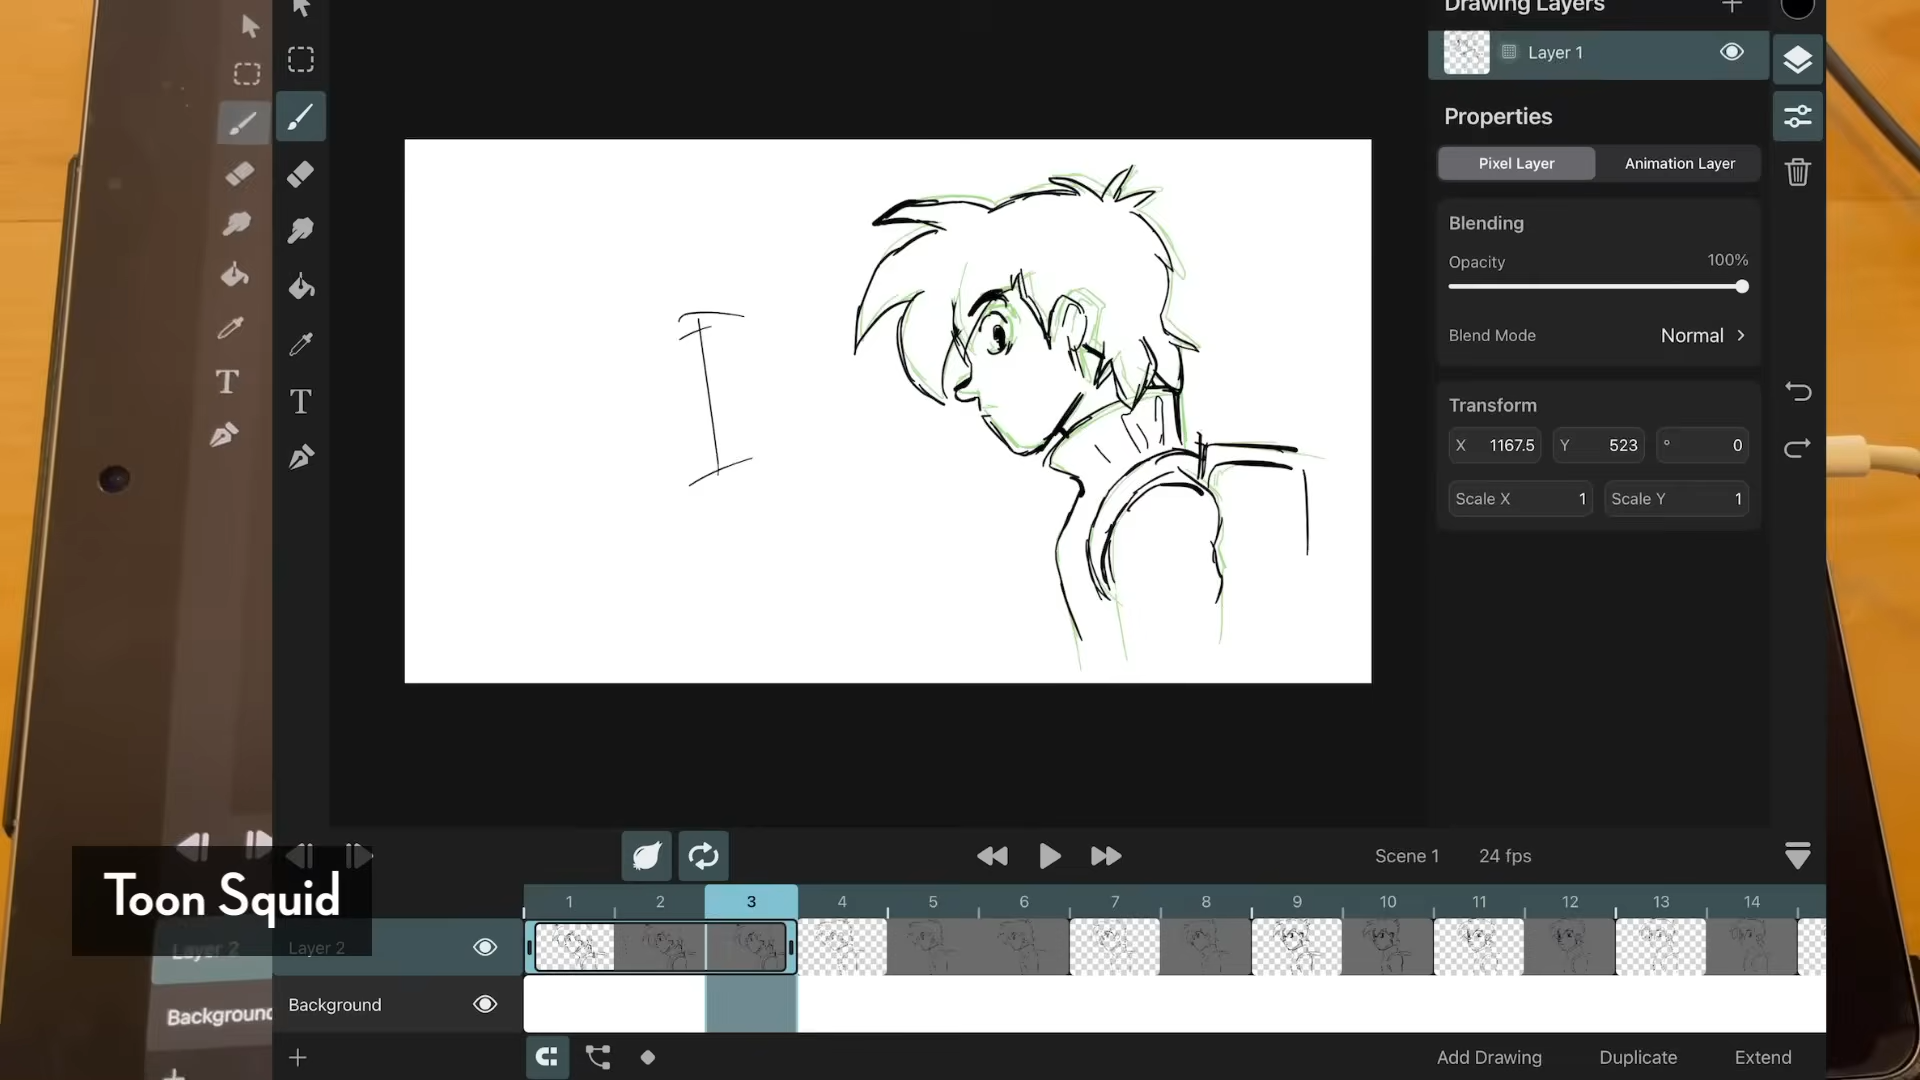 Drawing Layers
Layer 1
Properties
Pixel Layer
Animation Layer
Blending
Opacity
100%
Blend Mode
Normal
Transform
X 1167.5
Y 523
° 0
Scale X 1
Scale Y 1
T
T
I
Scene 1
24 fps
Toon Squid
1 2 3 4 5 6 7 8 9 10 11 12 13 14
Layer 2
Layer 2
Background
Background
Add Drawing
Duplicate
Extend